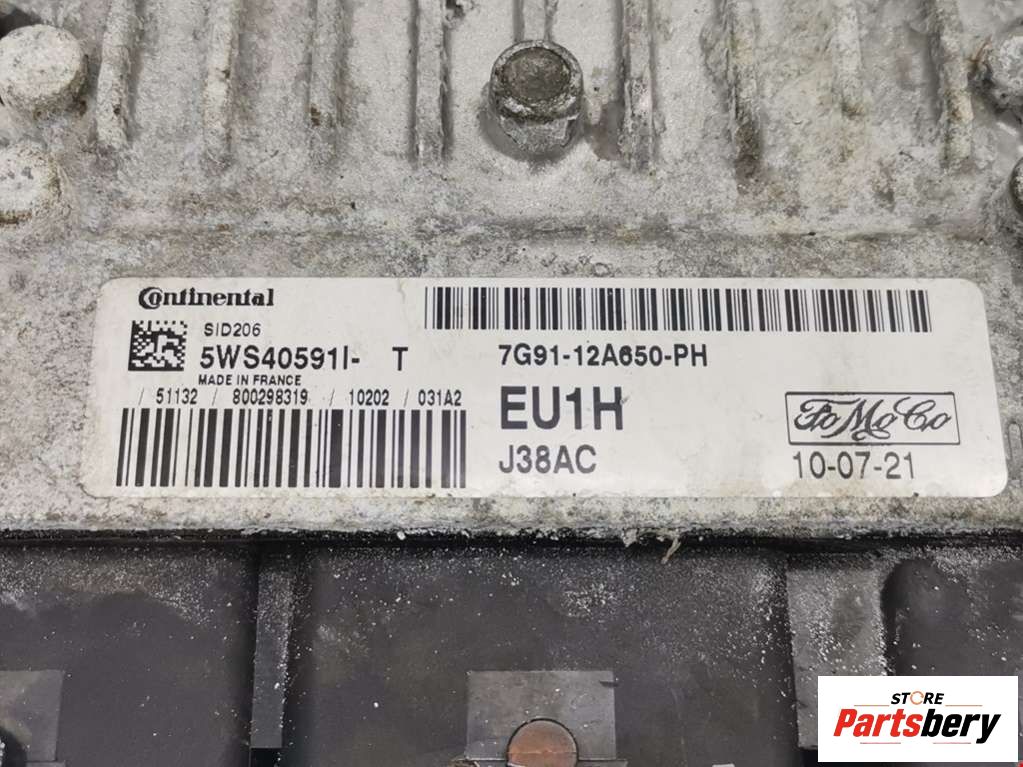 Continental
SID206
5WS40591I- T
MADE IN FRANCE
/ 51132 / 800298319 / 10202 / 031A2
7G91-12A650-PH
EU1H
J38AC
FoMoCo
10-07-21
STORE
Partsbery